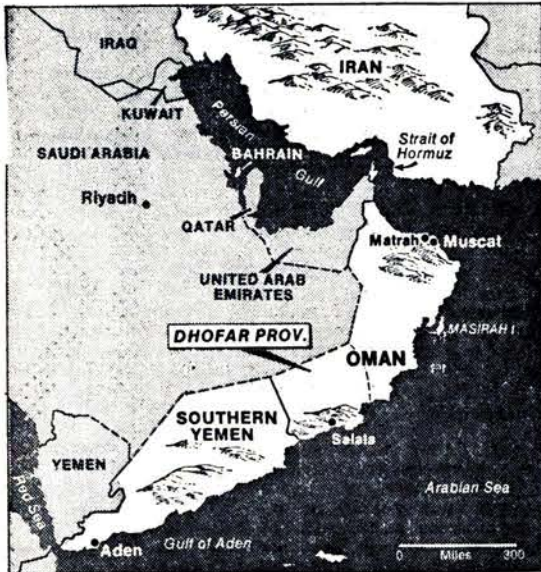 IRAQ
IRAN
KUWAIT
Persian
Gulf
Strait of
Hormuz
SAUDI ARABIA
BAHRAIN
Riyadh
QATAR
Matrah
Muscat
UNITED ARAB
EMIRATES
MASIRAH I.
DHOFAR PROV.
OMAN
SOUTHERN
YEMEN
Salala
YEMEN
Red Sea
Arabian Sea
Aden
Gulf of Aden
0 Miles 300